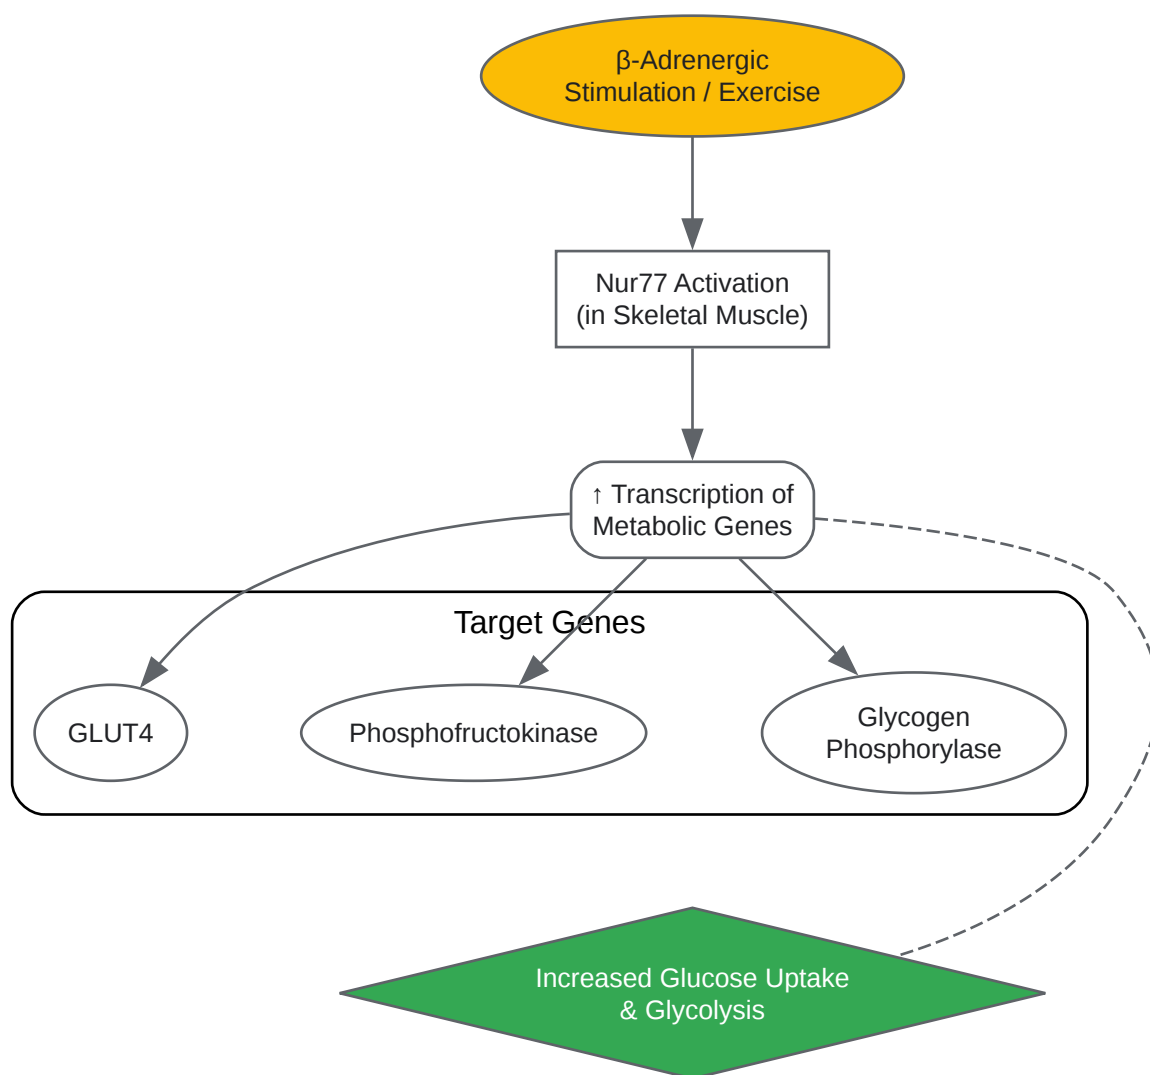 β-Adrenergic
Stimulation / Exercise
Nur77 Activation
(in Skeletal Muscle)
↑ Transcription of
Metabolic Genes
Target Genes
GLUT4
Phosphofructokinase
Glycogen
Phosphorylase
Increased Glucose Uptake
& Glycolysis